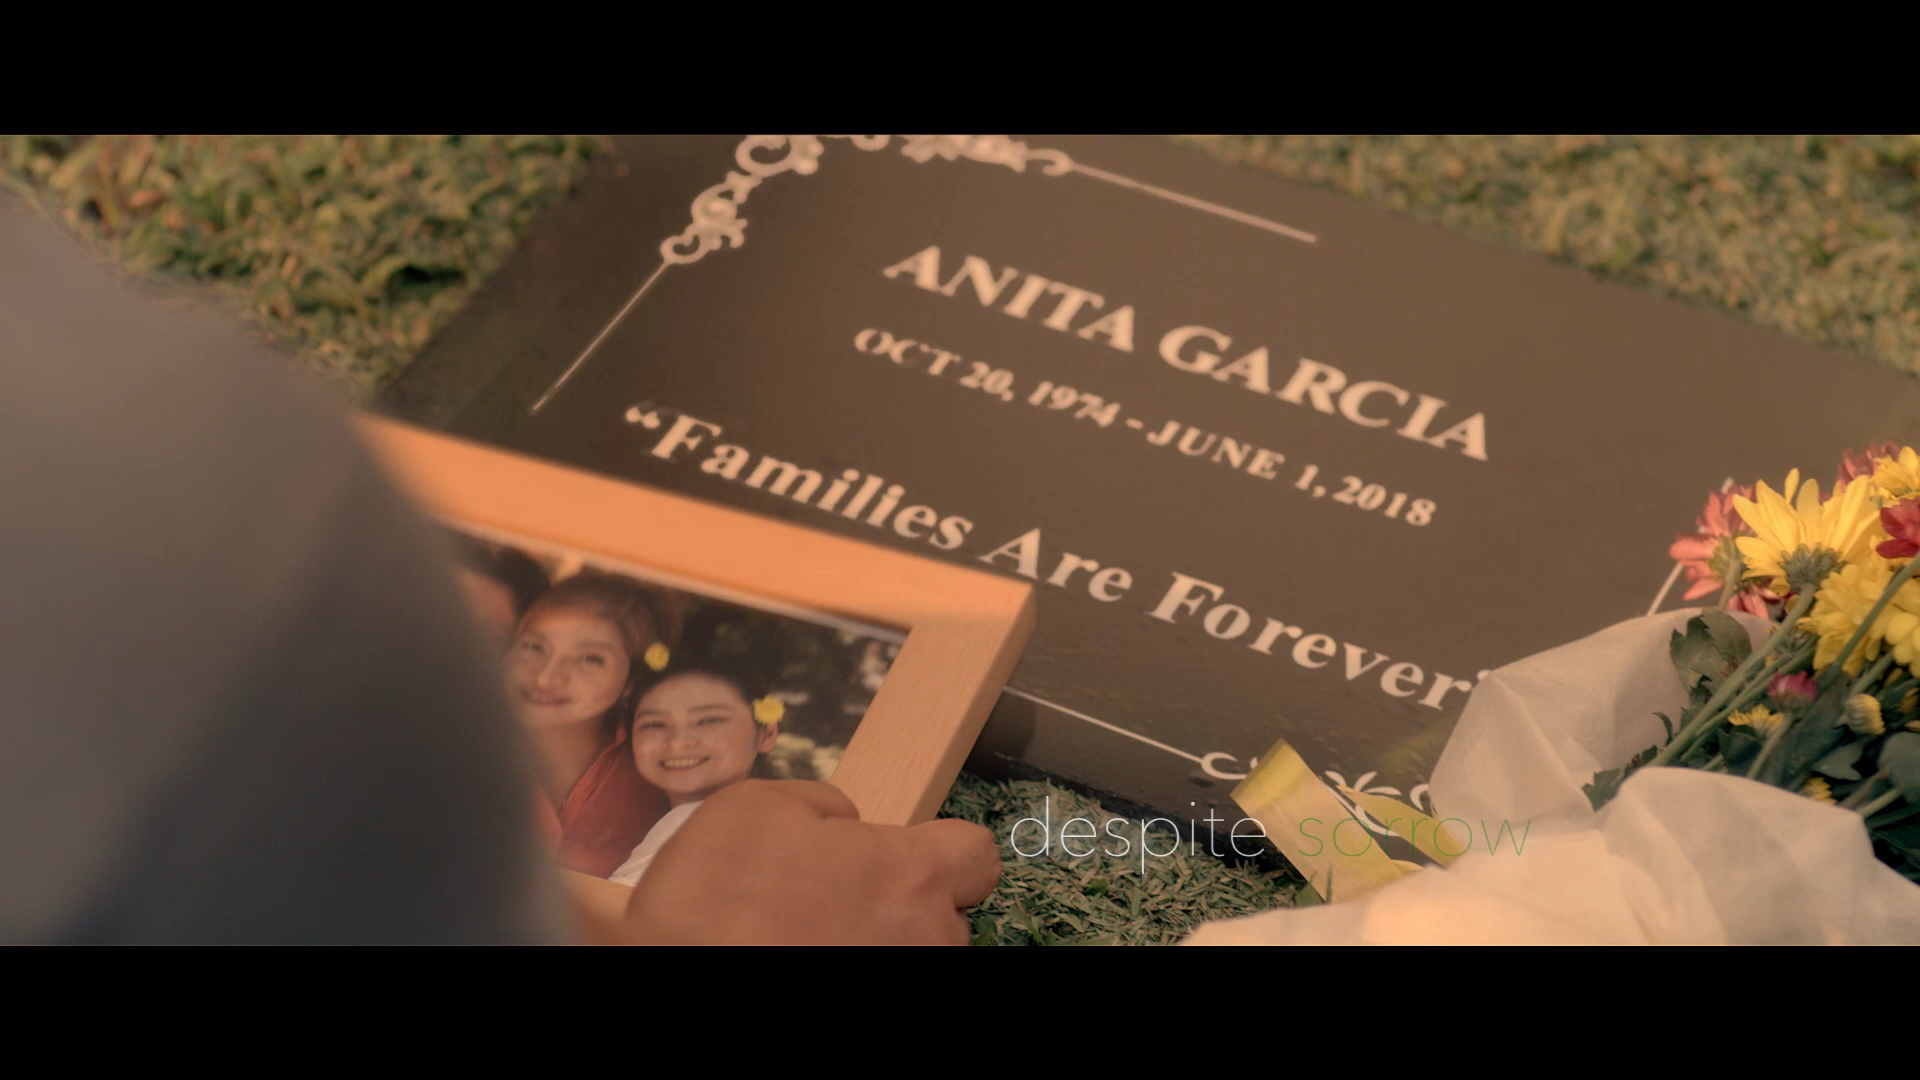 ANITA GARCIA
OCT 20, 1974 - JUNE 1, 2018
“Families Are Forever”
despite sorrow